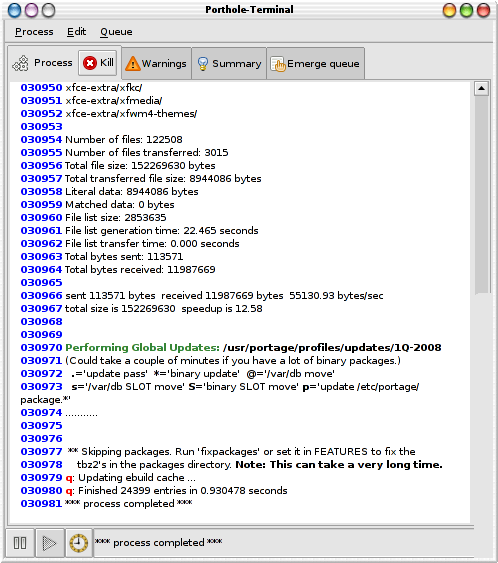 Porthole-Terminal
Process Edit Queue
Process Kill Warnings Summary Emerge queue
030950 xfce-extra/xfkc/
030951 xfce-extra/xfmedia/
030952 xfce-extra/xfwm4-themes/
030953
030954 Number of files: 122508
030955 Number of files transferred: 3015
030956 Total file size: 152269630 bytes
030957 Total transferred file size: 8944086 bytes
030958 Literal data: 8944086 bytes
030959 Matched data: 0 bytes
030960 File list size: 2853635
030961 File list generation time: 22.465 seconds
030962 File list transfer time: 0.000 seconds
030963 Total bytes sent: 113571
030964 Total bytes received: 11987669
030965
030966 sent 113571 bytes  received 11987669 bytes  55130.93 bytes/sec
030967 total size is 152269630  speedup is 12.58
030968
030969
030970 Performing Global Updates: /usr/portage/profiles/updates/1Q-2008
030971 (Could take a couple of minutes if you have a lot of binary packages.)
030972   .='update pass'  *='binary update'  @='/var/db move'
030973   s='/var/db SLOT move' S='binary SLOT move' p='update /etc/portage/
package.*'
030974 ...........
030975
030976
030977  ** Skipping packages. Run 'fixpackages' or set it in FEATURES to fix the
030978     tbz2's in the packages directory. Note: This can take a very long time.
030979 q: Updating ebuild cache ...
030980 q: Finished 24399 entries in 0.930478 seconds
030981 *** process completed ***
*** process completed ***